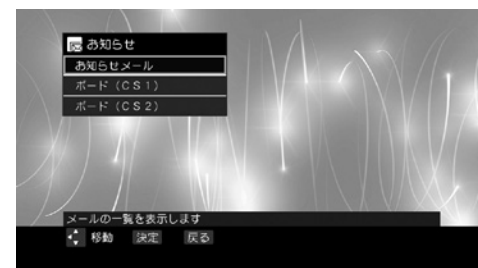 お知らせ
お知らせメール
ボード（CS1）
ボード（CS2）
メールの一覧を表示します
移動 決定 戻る